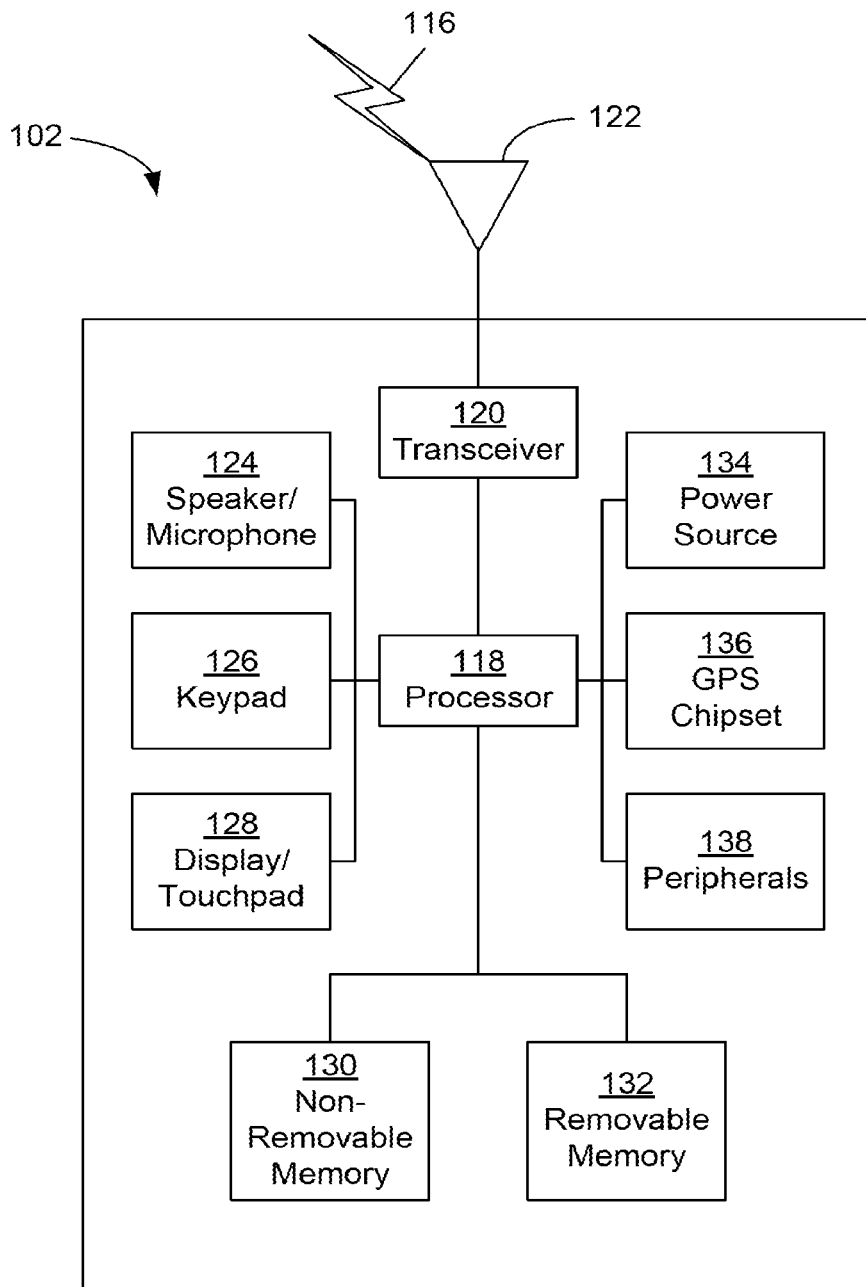 116
122
102
120
Transceiver
124
Speaker/
Microphone
134
Power
Source
126
Keypad
118
Processor
136
GPS
Chipset
128
Display/
Touchpad
138
Peripherals
130
Non-
Removable
Memory
132
Removable
Memory